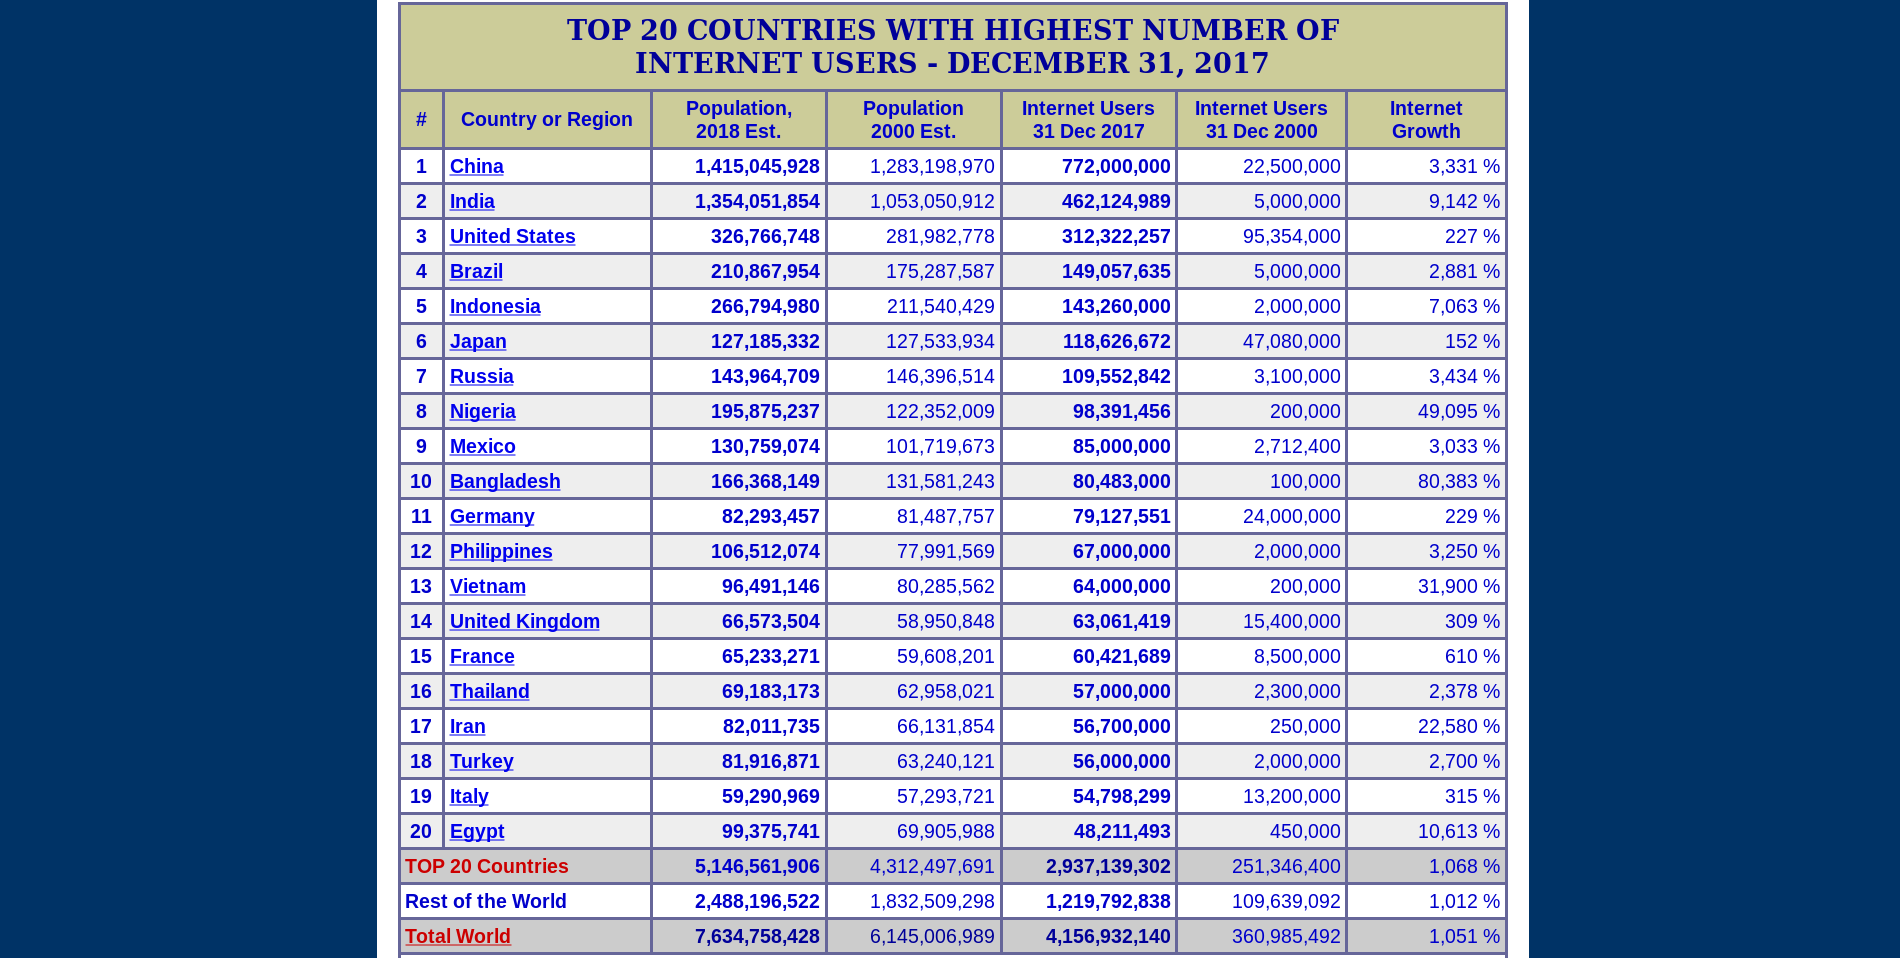 TOP 20 COUNTRIES WITH HIGHEST NUMBER OF
INTERNET USERS - DECEMBER 31, 2017
# Country or Region Population, 2018 Est. Population 2000 Est. Internet Users 31 Dec 2017 Internet Users 31 Dec 2000 Internet Growth
1 China 1,415,045,928 1,283,198,970 772,000,000 22,500,000 3,331 %
2 India 1,354,051,854 1,053,050,912 462,124,989 5,000,000 9,142 %
3 United States 326,766,748 281,982,778 312,322,257 95,354,000 227 %
4 Brazil 210,867,954 175,287,587 149,057,635 5,000,000 2,881 %
5 Indonesia 266,794,980 211,540,429 143,260,000 2,000,000 7,063 %
6 Japan 127,185,332 127,533,934 118,626,672 47,080,000 152 %
7 Russia 143,964,709 146,396,514 109,552,842 3,100,000 3,434 %
8 Nigeria 195,875,237 122,352,009 98,391,456 200,000 49,095 %
9 Mexico 130,759,074 101,719,673 85,000,000 2,712,400 3,033 %
10 Bangladesh 166,368,149 131,581,243 80,483,000 100,000 80,383 %
11 Germany 82,293,457 81,487,757 79,127,551 24,000,000 229 %
12 Philippines 106,512,074 77,991,569 67,000,000 2,000,000 3,250 %
13 Vietnam 96,491,146 80,285,562 64,000,000 200,000 31,900 %
14 United Kingdom 66,573,504 58,950,848 63,061,419 15,400,000 309 %
15 France 65,233,271 59,608,201 60,421,689 8,500,000 610 %
16 Thailand 69,183,173 62,958,021 57,000,000 2,300,000 2,378 %
17 Iran 82,011,735 66,131,854 56,700,000 250,000 22,580 %
18 Turkey 81,916,871 63,240,121 56,000,000 2,000,000 2,700 %
19 Italy 59,290,969 57,293,721 54,798,299 13,200,000 315 %
20 Egypt 99,375,741 69,905,988 48,211,493 450,000 10,613 %
TOP 20 Countries 5,146,561,906 4,312,497,691 2,937,139,302 251,346,400 1,068 %
Rest of the World 2,488,196,522 1,832,509,298 1,219,792,838 109,639,092 1,012 %
Total World 7,634,758,428 6,145,006,989 4,156,932,140 360,985,492 1,051 %